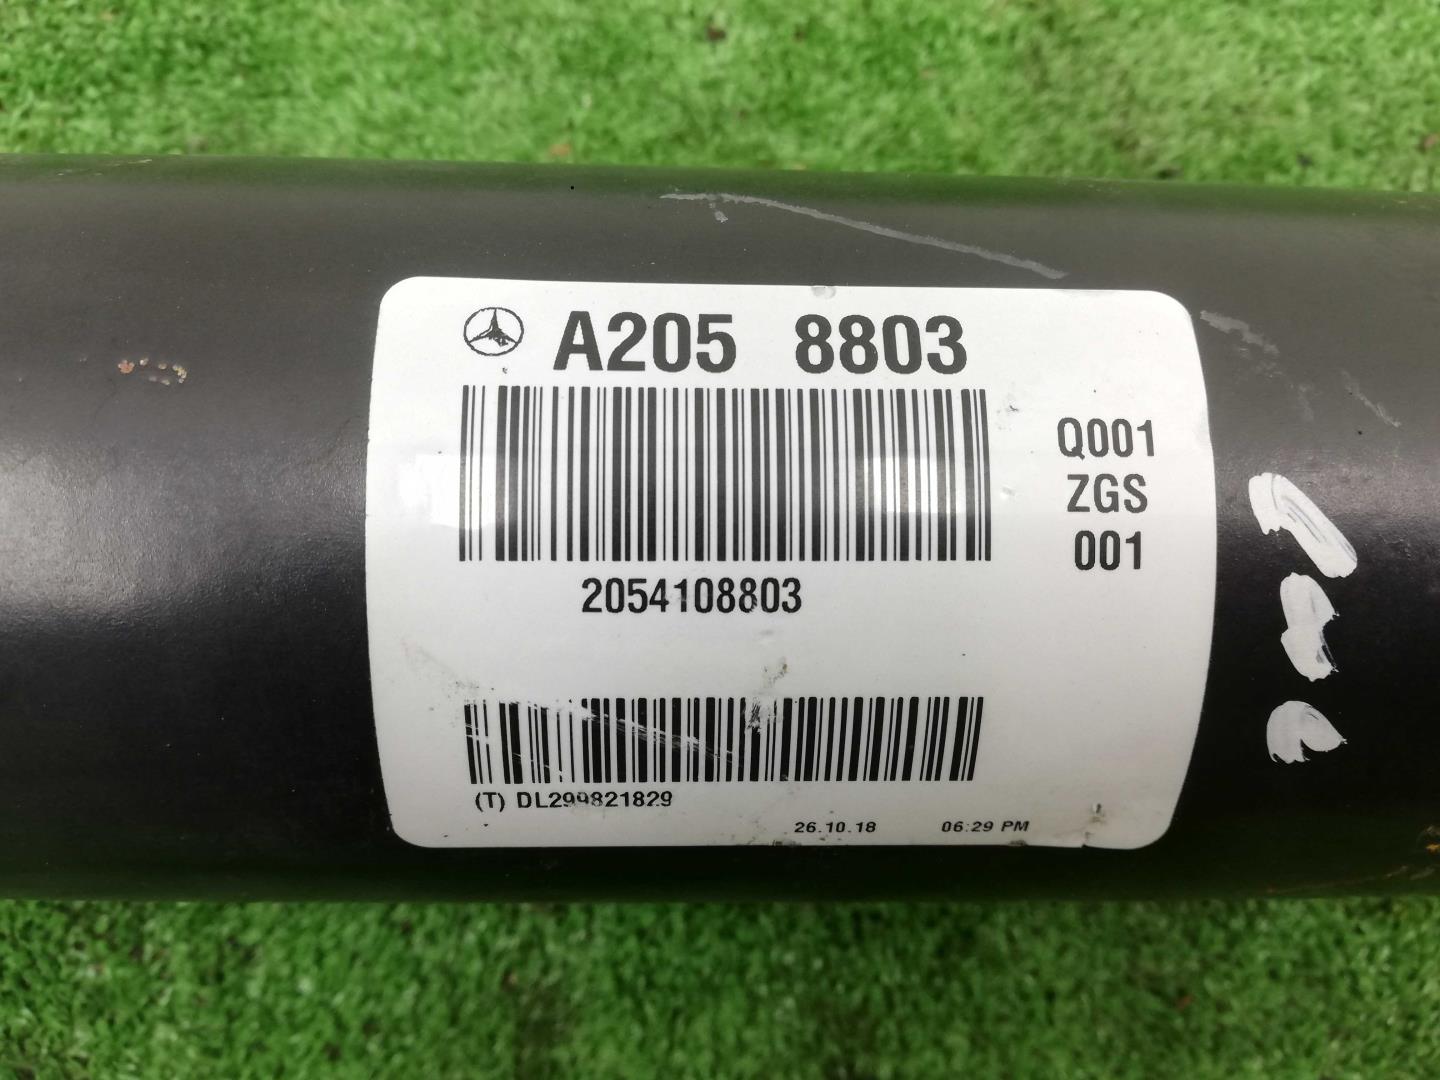 A205 8803
Q001
ZGS
001
2054108803
(T) DL299821829
26.10.18 06:29 PM